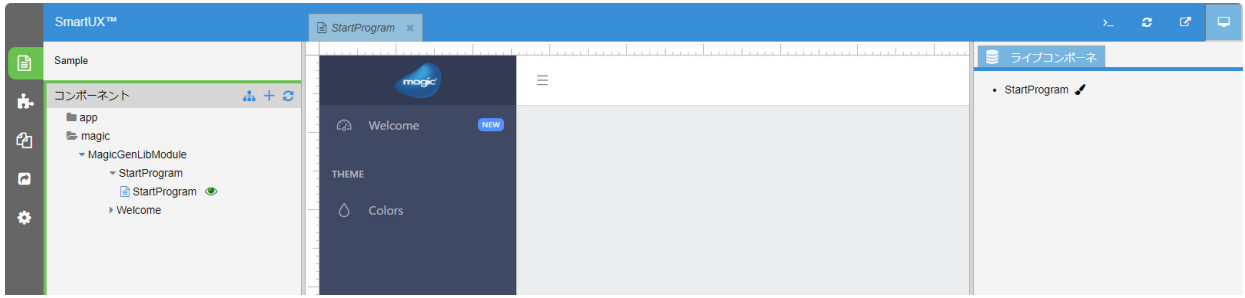 SmartUX™
StartProgram ×
>_
Sample
コンポーネント
app
magic
MagicGenLibModule
StartProgram
StartProgram
Welcome
magic
Welcome NEW
THEME
Colors
ライブコンポーネ
StartProgram